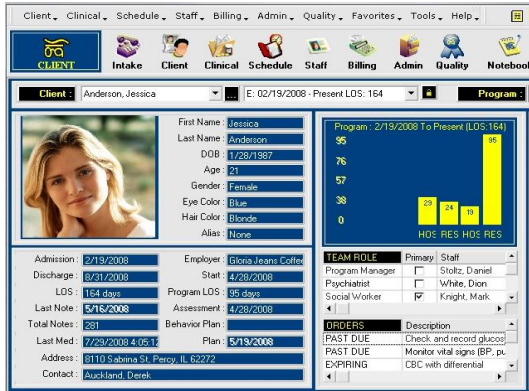 Client Clinical Schedule Staff Billing Admin Quality Favorites Tools Help
CLIENT Intake Client Clinical Schedule Staff Billing Admin Quality Notebool
Client : Anderson, Jessica ... E: 02/19/2008 - Present LOS: 164 Program :
First Name : Jessica
Last Name : Anderson
DOB : 1/28/1987
Age : 21
Gender : Female
Eye Color : Blue
Hair Color : Blonde
Alias : None
Program : 2/19/2008 To Present (LOS:164)
95
76
57
38
0
29 24 19 95
HOS RES HOS RES
Admission : 2/19/2008
Discharge : 8/31/2008
LOS : 164 days
Last Note : 5/16/2008
Total Notes : 281
Last Med : 7/29/2008 4:05:12
Employer : Gloria Jeans Coffee
Start : 4/28/2008
Program LOS : 95 days
Assessment : 4/28/2008
Behavior Plan :
Plan : 5/19/2008
Address : 8110 Sabrina St, Percy, IL 62272
Contact : Auckland, Derek
TEAM ROLE Primary Staff
Program Manager Stoltz, Daniel
Psychiatrist White, Dion
Social Worker Knight, Mark
ORDERS Description
PAST DUE Check and record glucos
PAST DUE Monitor vital signs (BP, pu
EXPIRING CBC with differential